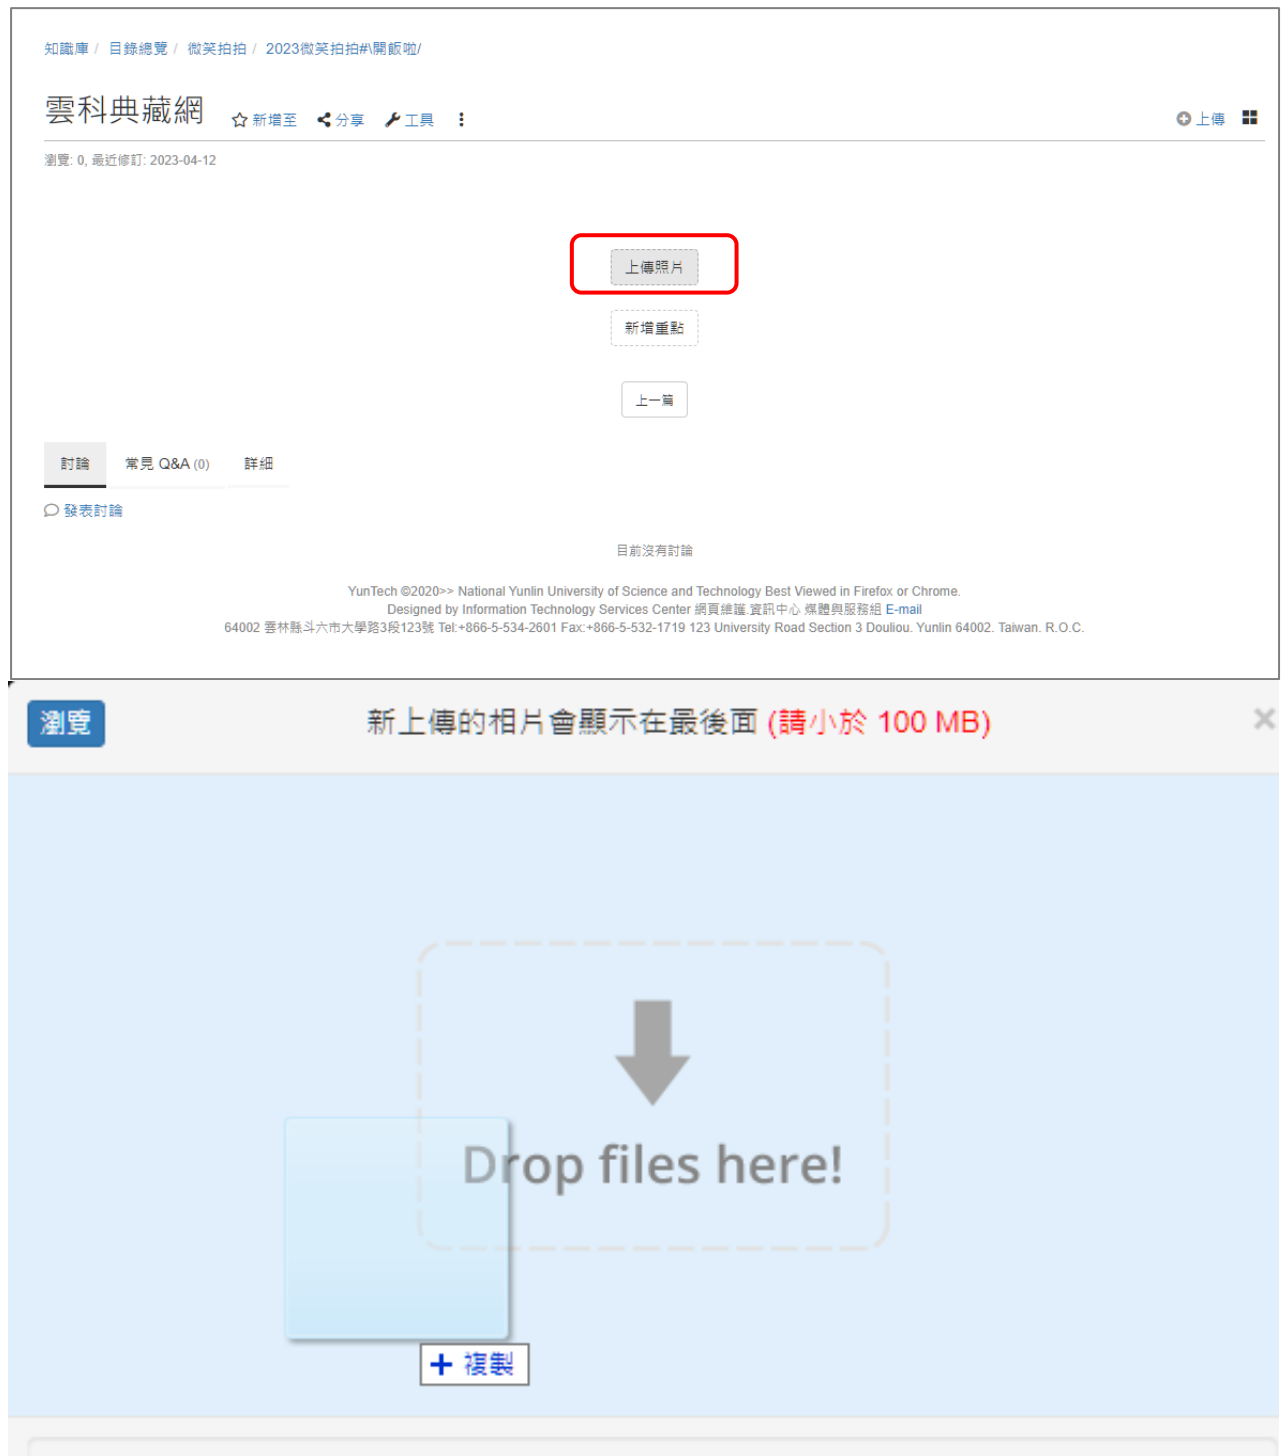 知識庫 / 目錄總覽 / 微笑拍拍 / 2023微笑拍拍#\開飯啦/
雲科典藏網 新增至 分享 工具 上傳
瀏覽: 0, 最近修訂: 2023-04-12
上傳照片
新增重點
上一篇
討論 常見 Q&A (0) 詳細
發表討論
目前沒有討論
YunTech ©2020>> National Yunlin University of Science and Technology Best Viewed in Firefox or Chrome.
Designed by Information Technology Services Center 網頁維護.資訊中心 媒體與服務組 E-mail
64002 雲林縣斗六市大學路3段123號 Tel:+866-5-534-2601 Fax:+866-5-532-1719 123 University Road Section 3 Douliou. Yunlin 64002. Taiwan. R.O.C.
瀏覽 新上傳的相片會顯示在最後面 (請小於 100 MB) ×
Drop files here!
+ 複製